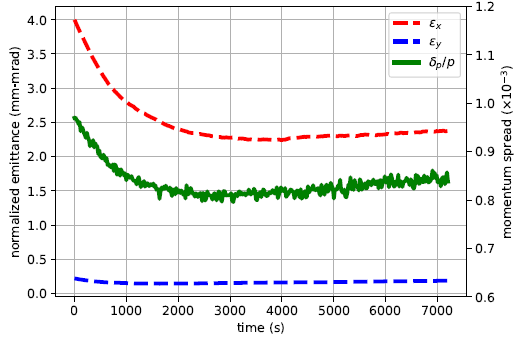 normalized emittance (mm-mrad)
4.0
3.5
3.0
2.5
2.0
1.5
1.0
0.5
0.0
0 1000 2000 3000 4000 5000 6000 7000
time (s)
εₓ
ε_y
δₚ/p
1.2
1.1
1.0
0.9
0.8
0.7
0.6
momentum spread (×10⁻³)